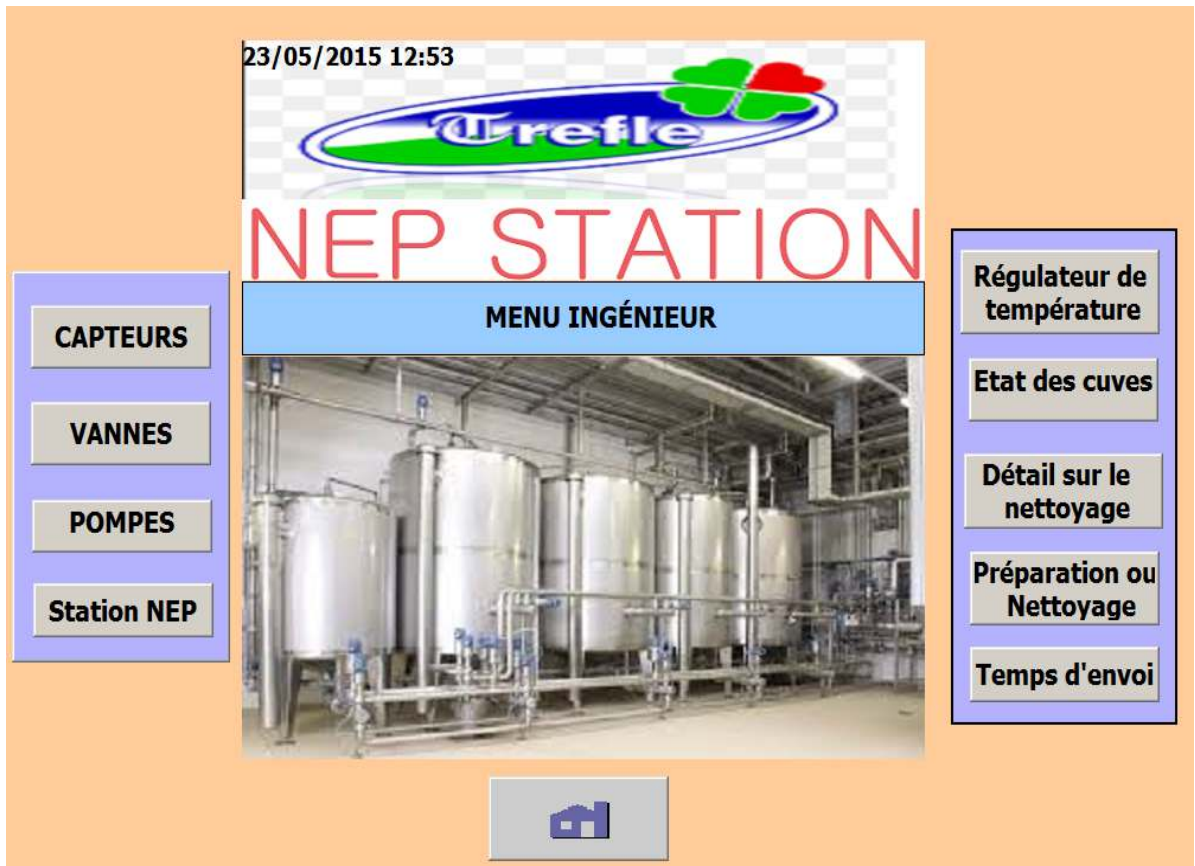 23/05/2015 12:53
Trefle
NEP STATION
MENU INGÉNIEUR
CAPTEURS
VANNES
POMPES
Station NEP
Régulateur de
température
Etat des cuves
Détail sur le
nettoyage
Préparation ou
Nettoyage
Temps d'envoi